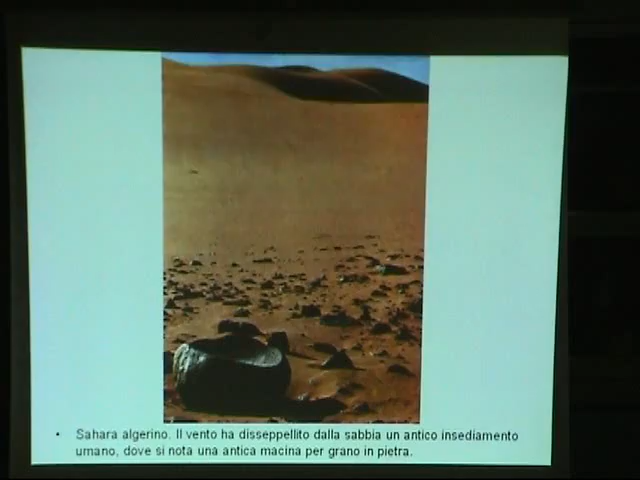 • Sahara algerino. Il vento ha disseppellito dalla sabbia un antico insediamento
umano, dove si nota una antica macina per grano in pietra.